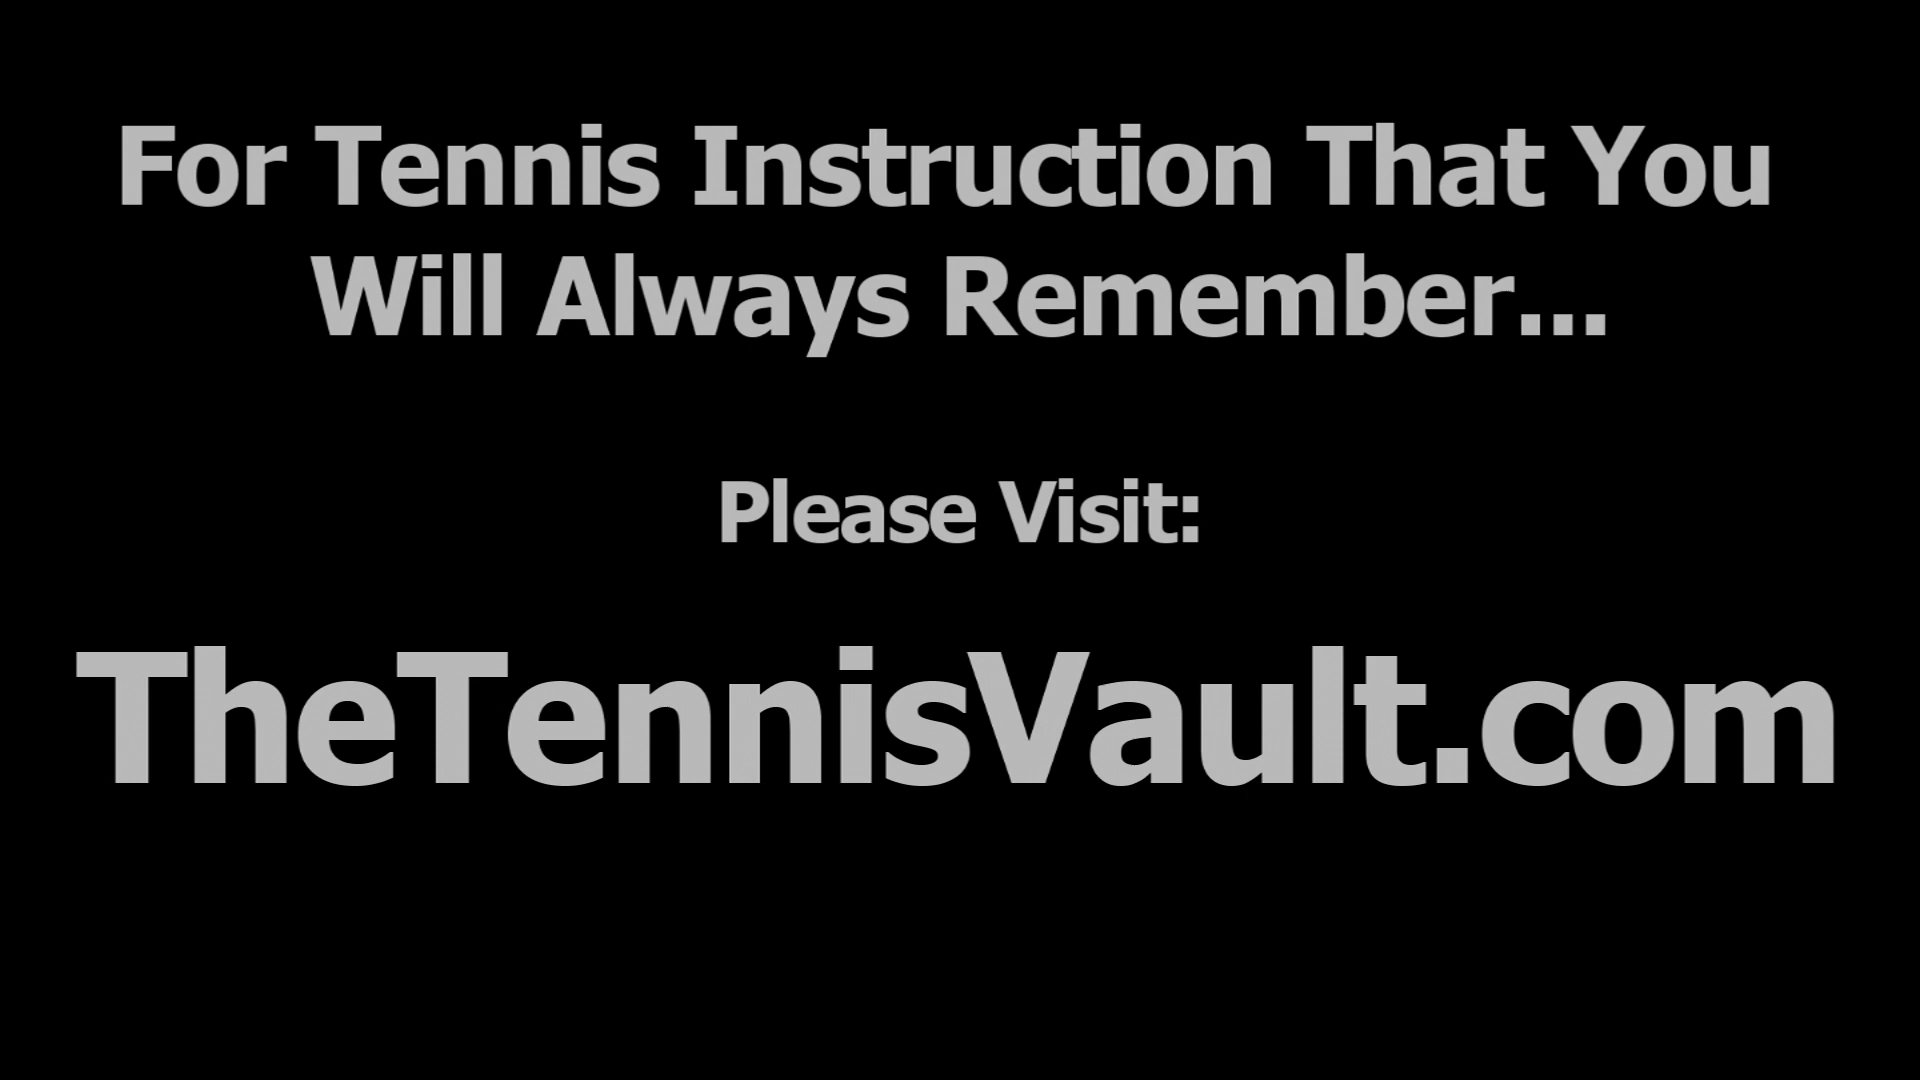 For Tennis Instruction That You
Will Always Remember...
Please Visit:
TheTennisVault.com